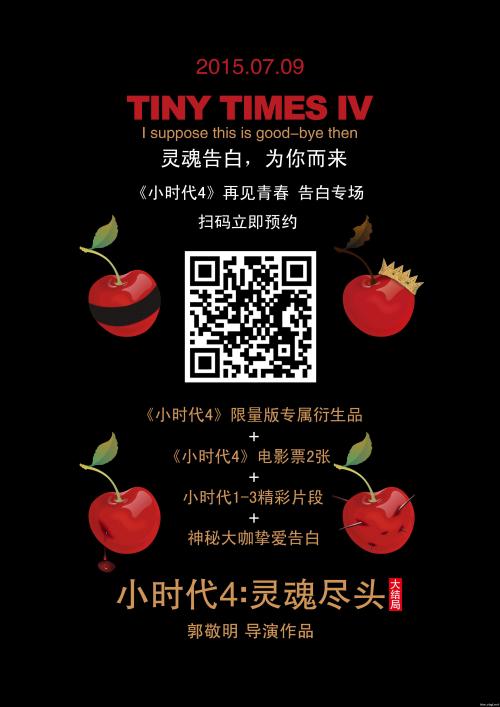 2015.07.09
TINY TIMES IV
I suppose this is good-bye then
灵魂告白，为你而来
《小时代4》再见青春 告白专场
扫码立即预约
《小时代4》限量版专属衍生品
+
《小时代4》电影票2张
+
小时代1-3精彩片段
+
神秘大咖挚爱告白
小时代4:灵魂尽头
大结局
郭敬明 导演作品